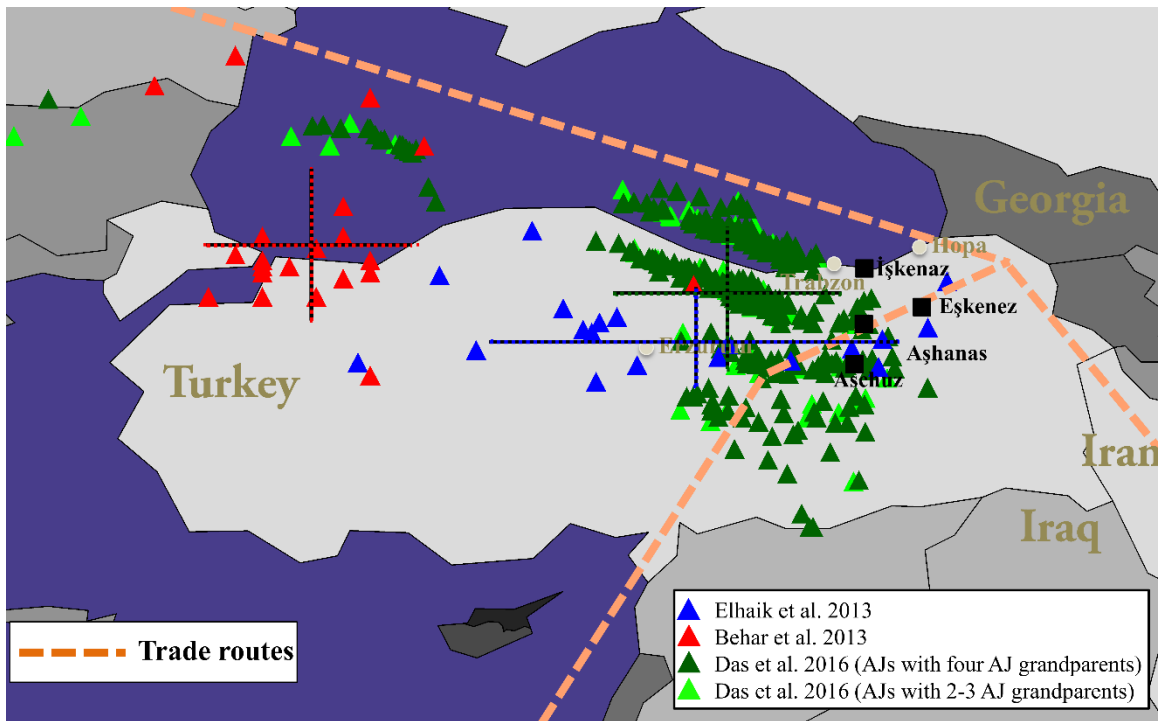 Georgia
Hopa
İşkenaz
Trabzon
Eşkenez
Erzurum
Aşhanas
Aschuz
Turkey
Iran
Iraq
Elhaik et al. 2013
Behar et al. 2013
Das et al. 2016 (AJs with four AJ grandparents)
Das et al. 2016 (AJs with 2-3 AJ grandparents)
Trade routes